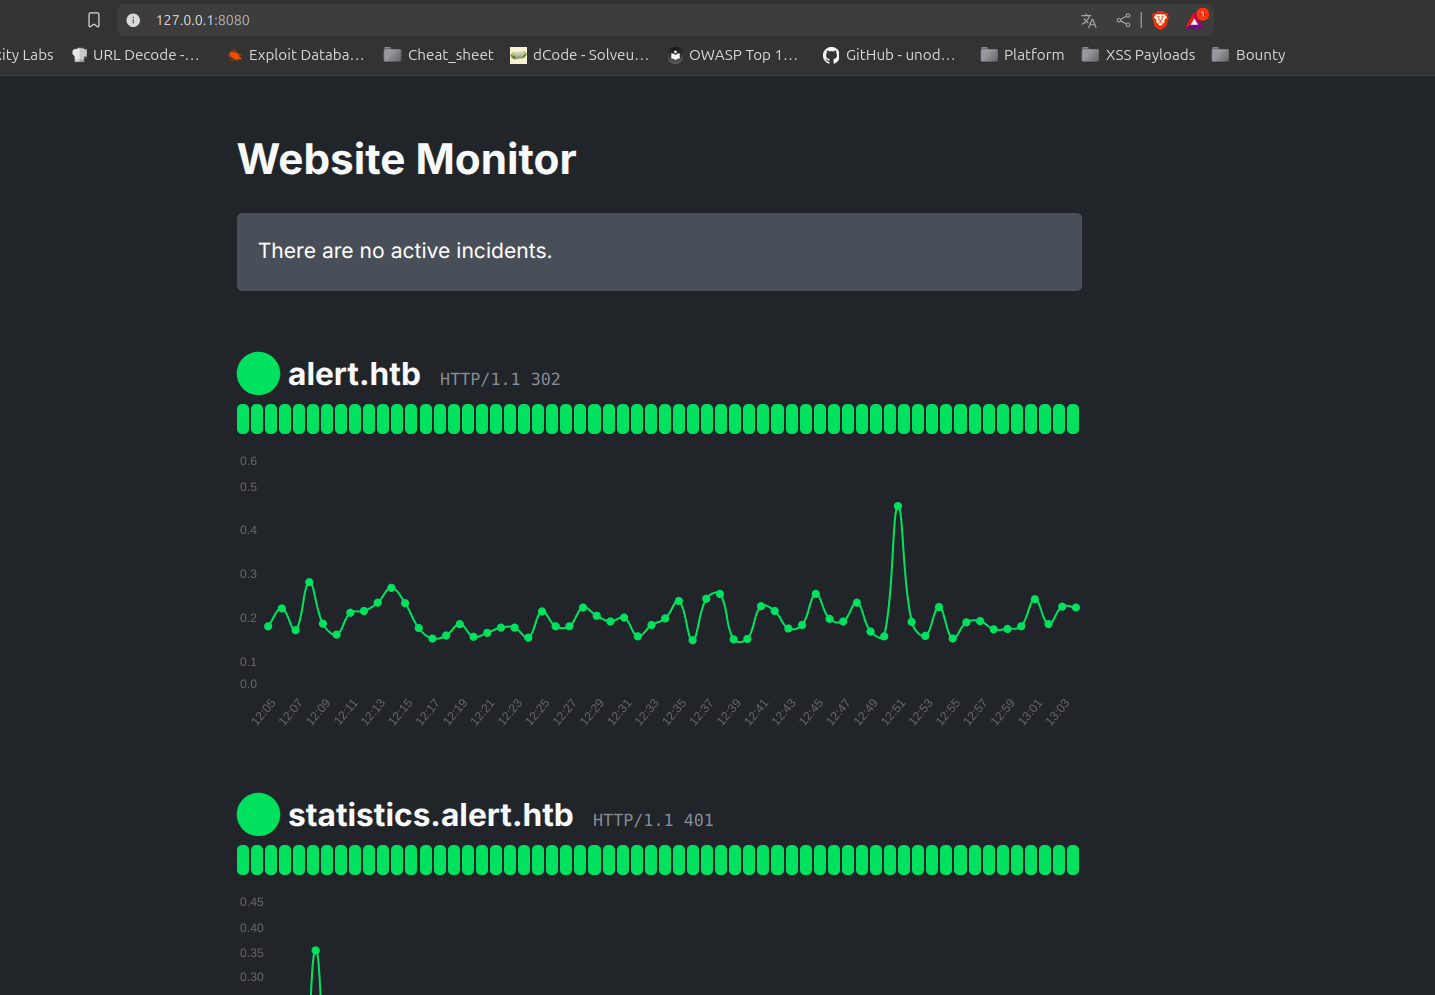 127.0.0.1:8080
1
xity Labs
URL Decode -...
Exploit Databa...
Cheat_sheet
dCode - Solveu...
OWASP Top 1...
GitHub - unod...
Platform
XSS Payloads
Bounty
Website Monitor
There are no active incidents.
alert.htb HTTP/1.1 302
0.6
0.5
0.4
0.3
0.2
0.1
0.0
12:05 12:07 12:09 12:11 12:13 12:15 12:17 12:19 12:21 12:23 12:25 12:27 12:29 12:31 12:33 12:35 12:37 12:39 12:41 12:43 12:45 12:47 12:49 12:51 12:53 12:55 12:57 12:59 13:01 13:03
statistics.alert.htb HTTP/1.1 401
0.45
0.40
0.35
0.30